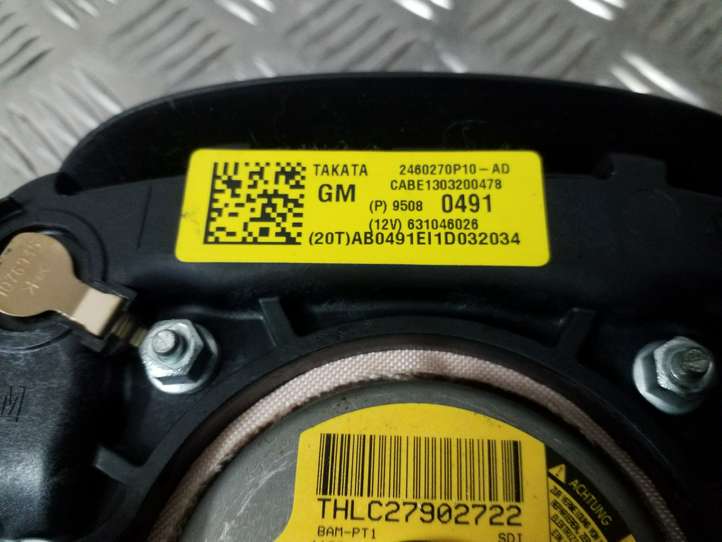 TAKATA 2460270P10-AD
GM CABE1303200478
(P) 9508 0491
(12V) 631046026
(20T)AB0491EI1D032034
THLC27902722
BAM-PT1 SDI
ACHTUNG